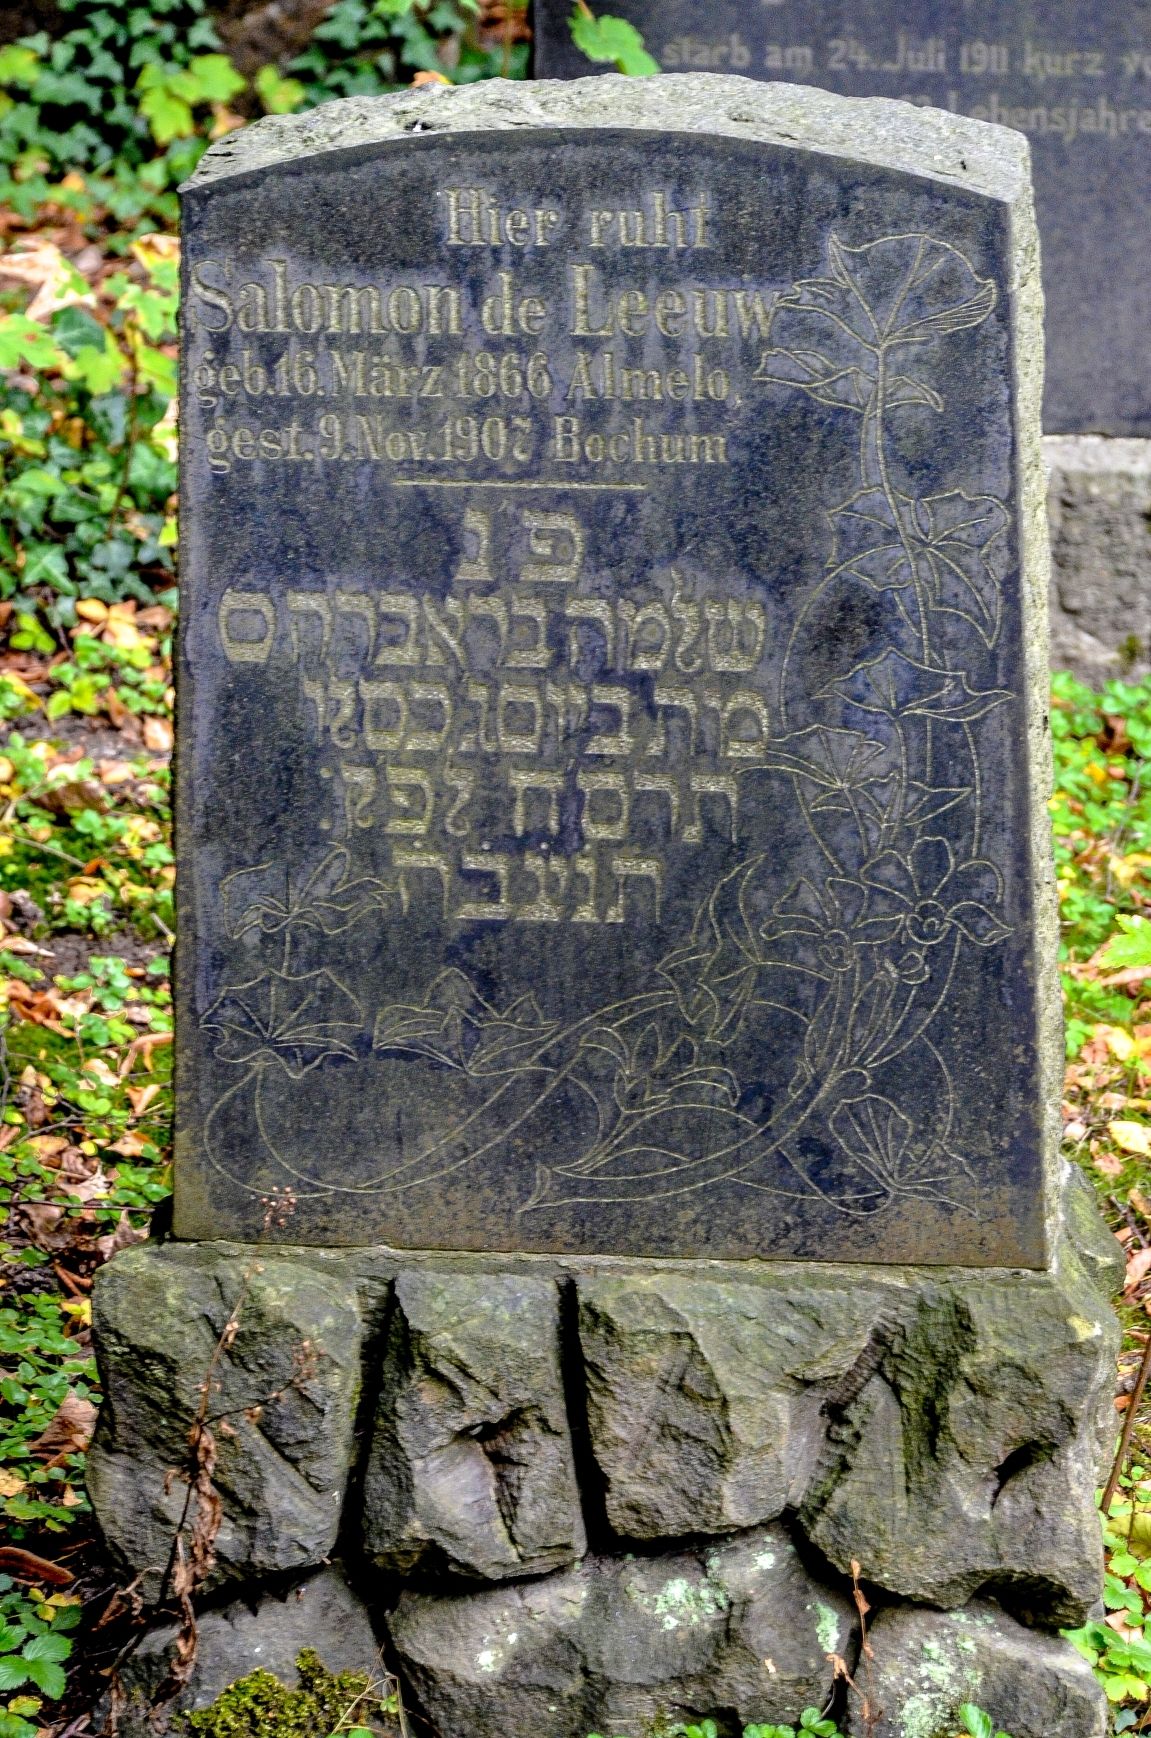 starb am 24. Juli 1911 kurz
Lebensjahre
Hier ruht
Salomon de Leeuw
geb. 16. März 1866 Almelo,
gest. 9. Nov. 1907 Bochum
פ נ
שלמה בר אברהם
מת ביום ג כסלו
תרסח לפק:
תנצבה